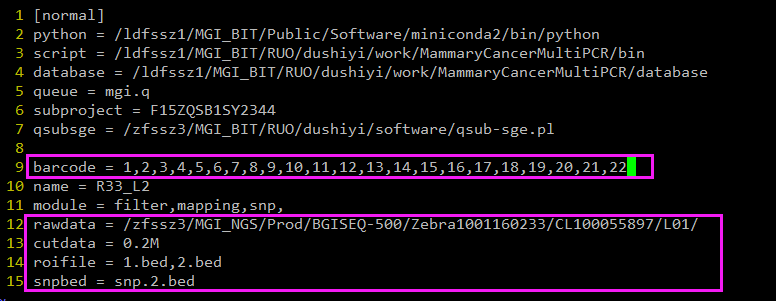 1 [normal]
2 python = /ldfssz1/MGI_BIT/Public/Software/miniconda2/bin/python
3 script = /ldfssz1/MGI_BIT/RUO/dushiyi/work/MammaryCancerMultiPCR/bin
4 database = /ldfssz1/MGI_BIT/RUO/dushiyi/work/MammaryCancerMultiPCR/database
5 queue = mgi.q
6 subproject = F15ZQSB1SY2344
7 qsubsge = /zfssz3/MGI_BIT/RUO/dushiyi/software/qsub-sge.pl
8
9 barcode = 1,2,3,4,5,6,7,8,9,10,11,12,13,14,15,16,17,18,19,20,21,22
10 name = R33_L2
11 module = filter,mapping,snp,
12 rawdata = /zfssz3/MGI_NGS/Prod/BGISEQ-500/Zebra1001160233/CL100055897/L01/
13 cutdata = 0.2M
14 roifile = 1.bed,2.bed
15 snpbed = snp.2.bed